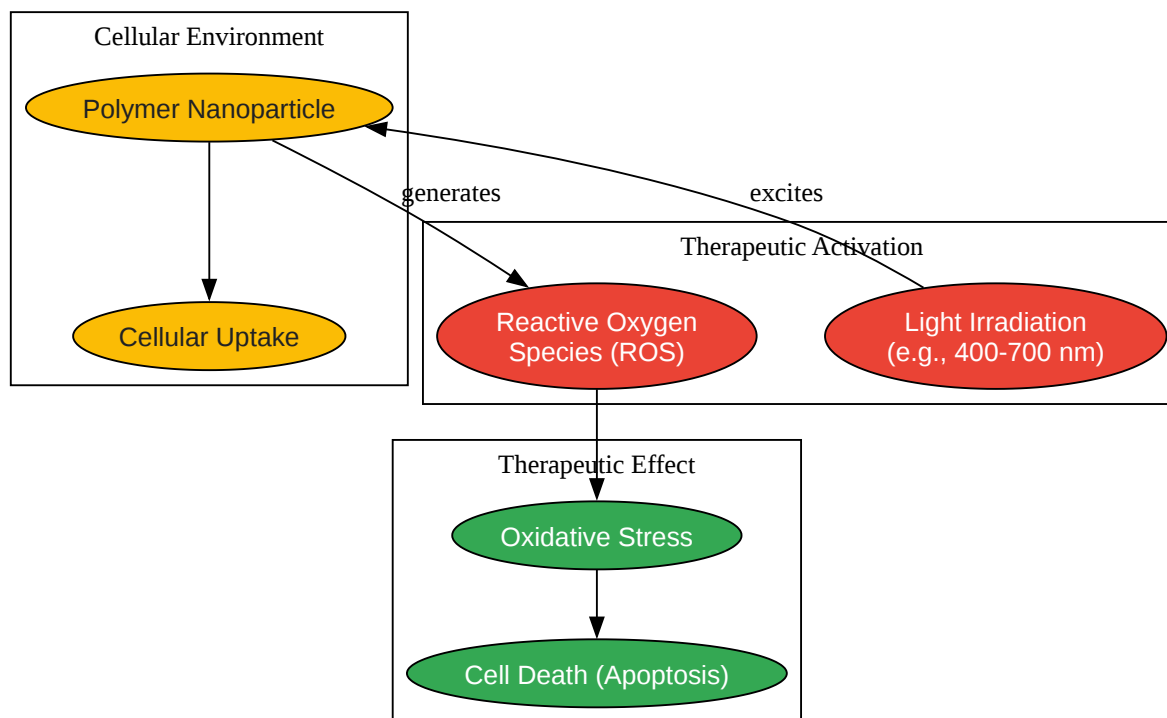 Cellular Environment
Polymer Nanoparticle
generates
excites
Therapeutic Activation
Cellular Uptake
Reactive Oxygen
Species (ROS)
Light Irradiation
(e.g., 400-700 nm)
Therapeutic Effect
Oxidative Stress
Cell Death (Apoptosis)